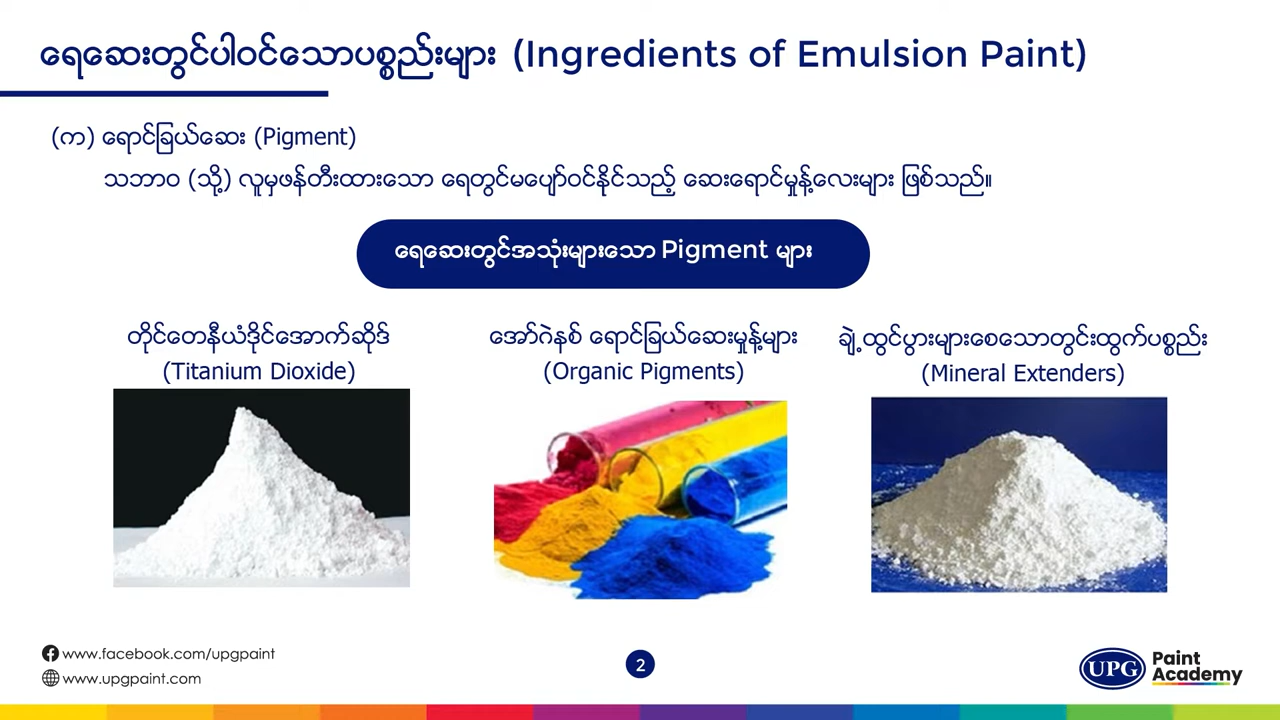 ရေဆေးတွင်ပါဝင်သောပစ္စည်းများ (Ingredients of Emulsion Paint)
(က) ရောင်ခြယ်ဆေး (Pigment)
သဘာဝ (သို့) လူမှဖန်တီးထားသော ရေတွင်မပျော်ဝင်နိုင်သည့် ဆေးရောင်မှုန့်လေးများ ဖြစ်သည်။
ရေဆေးတွင်အသုံးများသော Pigment များ
တိုင်တေနီယံဒိုင်အောက်ဆိုဒ်
(Titanium Dioxide)
အော်ဂဲနစ် ရောင်ခြယ်ဆေးမှုန့်များ
(Organic Pigments)
ချဲ့ထွင်ပွားများစေသောတွင်းထွက်ပစ္စည်း
(Mineral Extenders)
www.facebook.com/upgpaint
www.upgpaint.com
2
UPG Paint
Academy